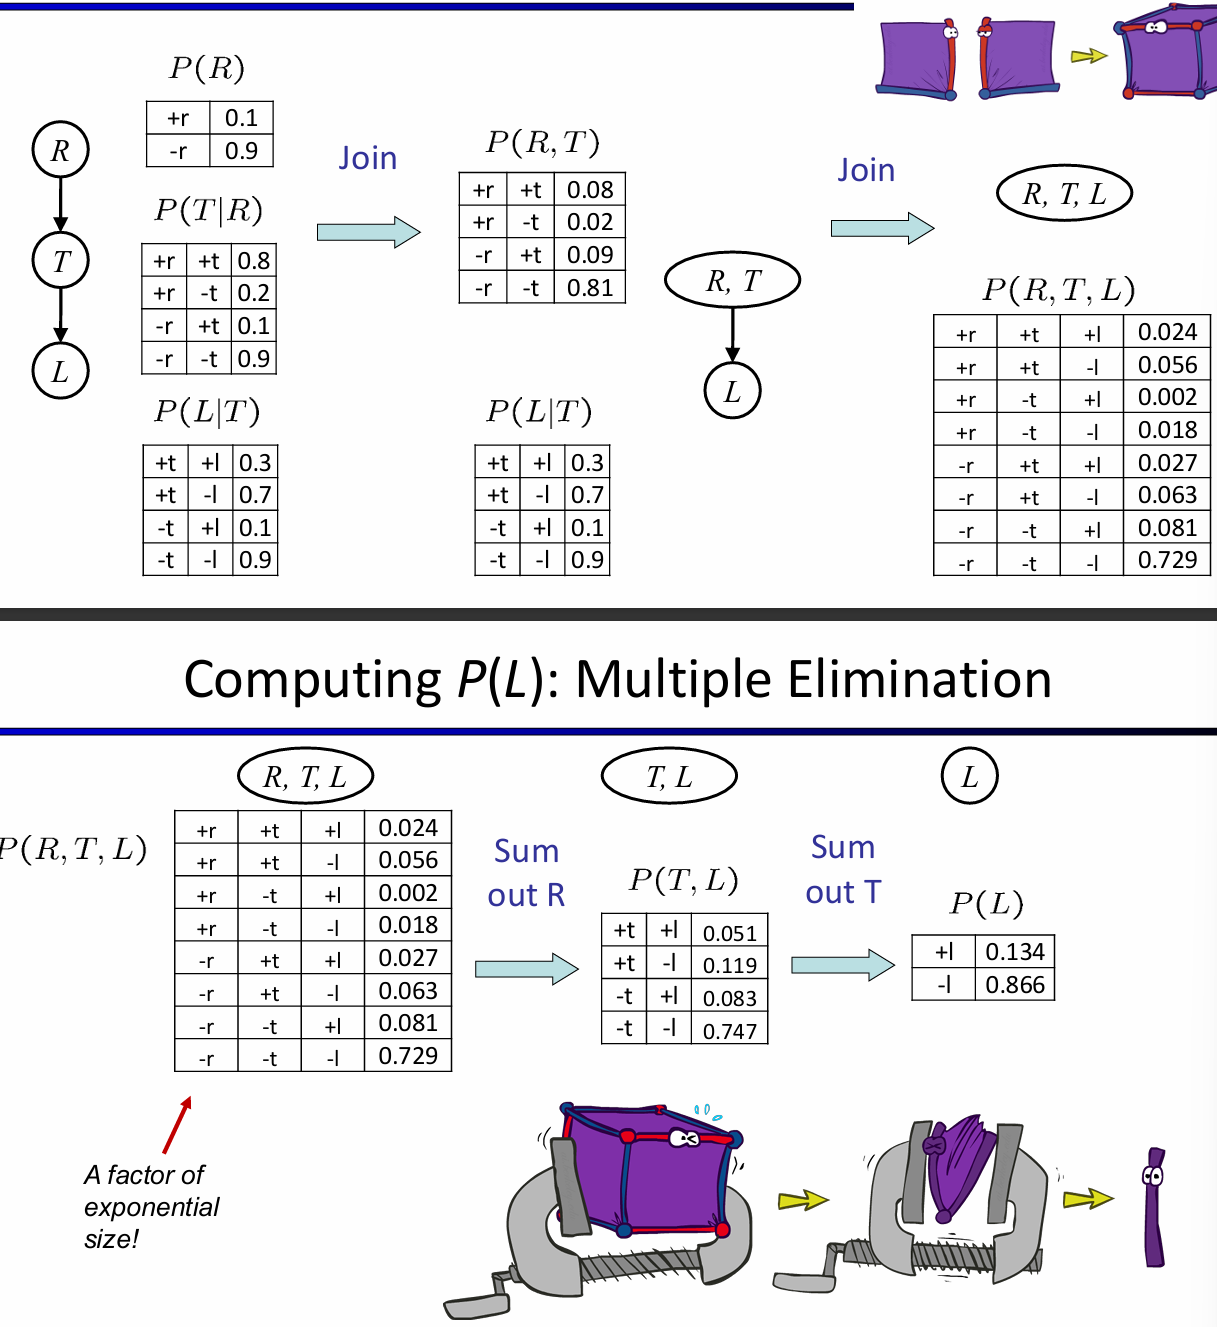 P(R)
+r 0.1
-r 0.9
R
Join
P(R, T)
+r +t 0.08
+r -t 0.02
-r +t 0.09
-r -t 0.81
Join
R, T, L
P(T|R)
+r +t 0.8
+r -t 0.2
-r +t 0.1
-r -t 0.9
T
R, T
P(R, T, L)
+r +t +l 0.024
+r +t -l 0.056
+r -t +l 0.002
+r -t -l 0.018
-r +t +l 0.027
-r +t -l 0.063
-r -t +l 0.081
-r -t -l 0.729
L
P(L|T)
+t +l 0.3
+t -l 0.7
-t +l 0.1
-t -l 0.9
P(L|T)
+t +l 0.3
+t -l 0.7
-t +l 0.1
-t -l 0.9
L
Computing P(L): Multiple Elimination
R, T, L
T, L
L
P(R, T, L)
+r +t +l 0.024
+r +t -l 0.056
+r -t +l 0.002
+r -t -l 0.018
-r +t +l 0.027
-r +t -l 0.063
-r -t +l 0.081
-r -t -l 0.729
Sum
out R
P(T, L)
+t +l 0.051
+t -l 0.119
-t +l 0.083
-t -l 0.747
Sum
out T
P(L)
+l 0.134
-l 0.866
A factor of
exponential
size!